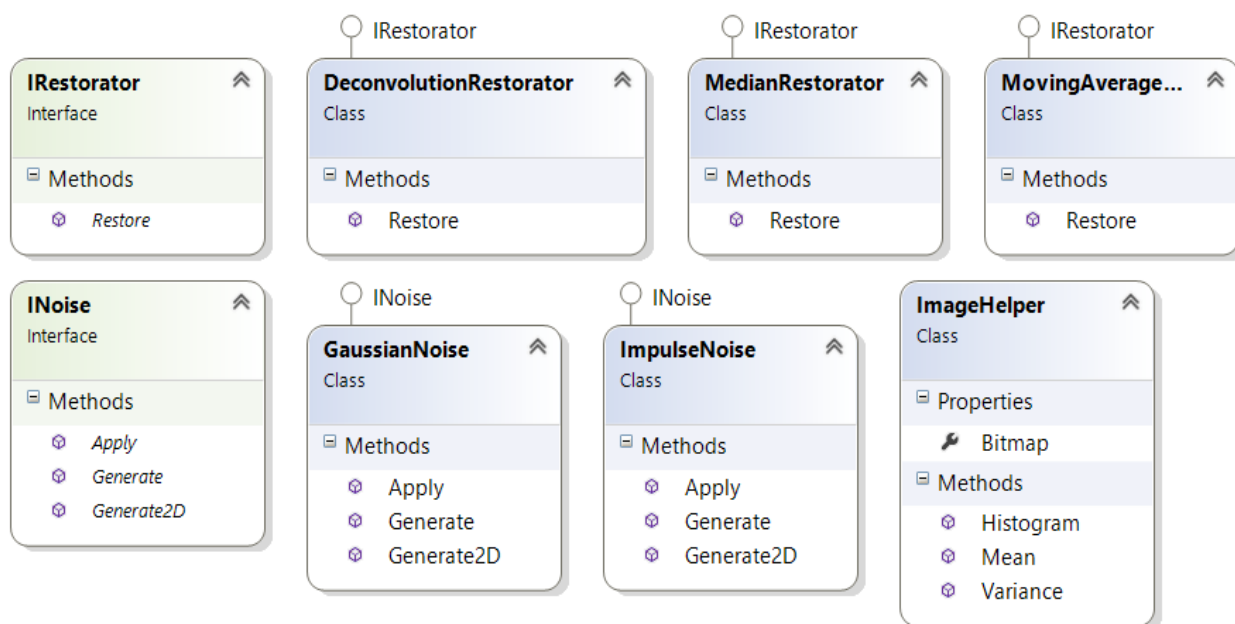 IRestorator
Interface
Methods
Restore
IRestorator
DeconvolutionRestorator
Class
Methods
Restore
IRestorator
MedianRestorator
Class
Methods
Restore
IRestorator
MovingAverage...
Class
Methods
Restore
INoise
Interface
Methods
Apply
Generate
Generate2D
INoise
GaussianNoise
Class
Methods
Apply
Generate
Generate2D
INoise
ImpulseNoise
Class
Methods
Apply
Generate
Generate2D
ImageHelper
Class
Properties
Bitmap
Methods
Histogram
Mean
Variance